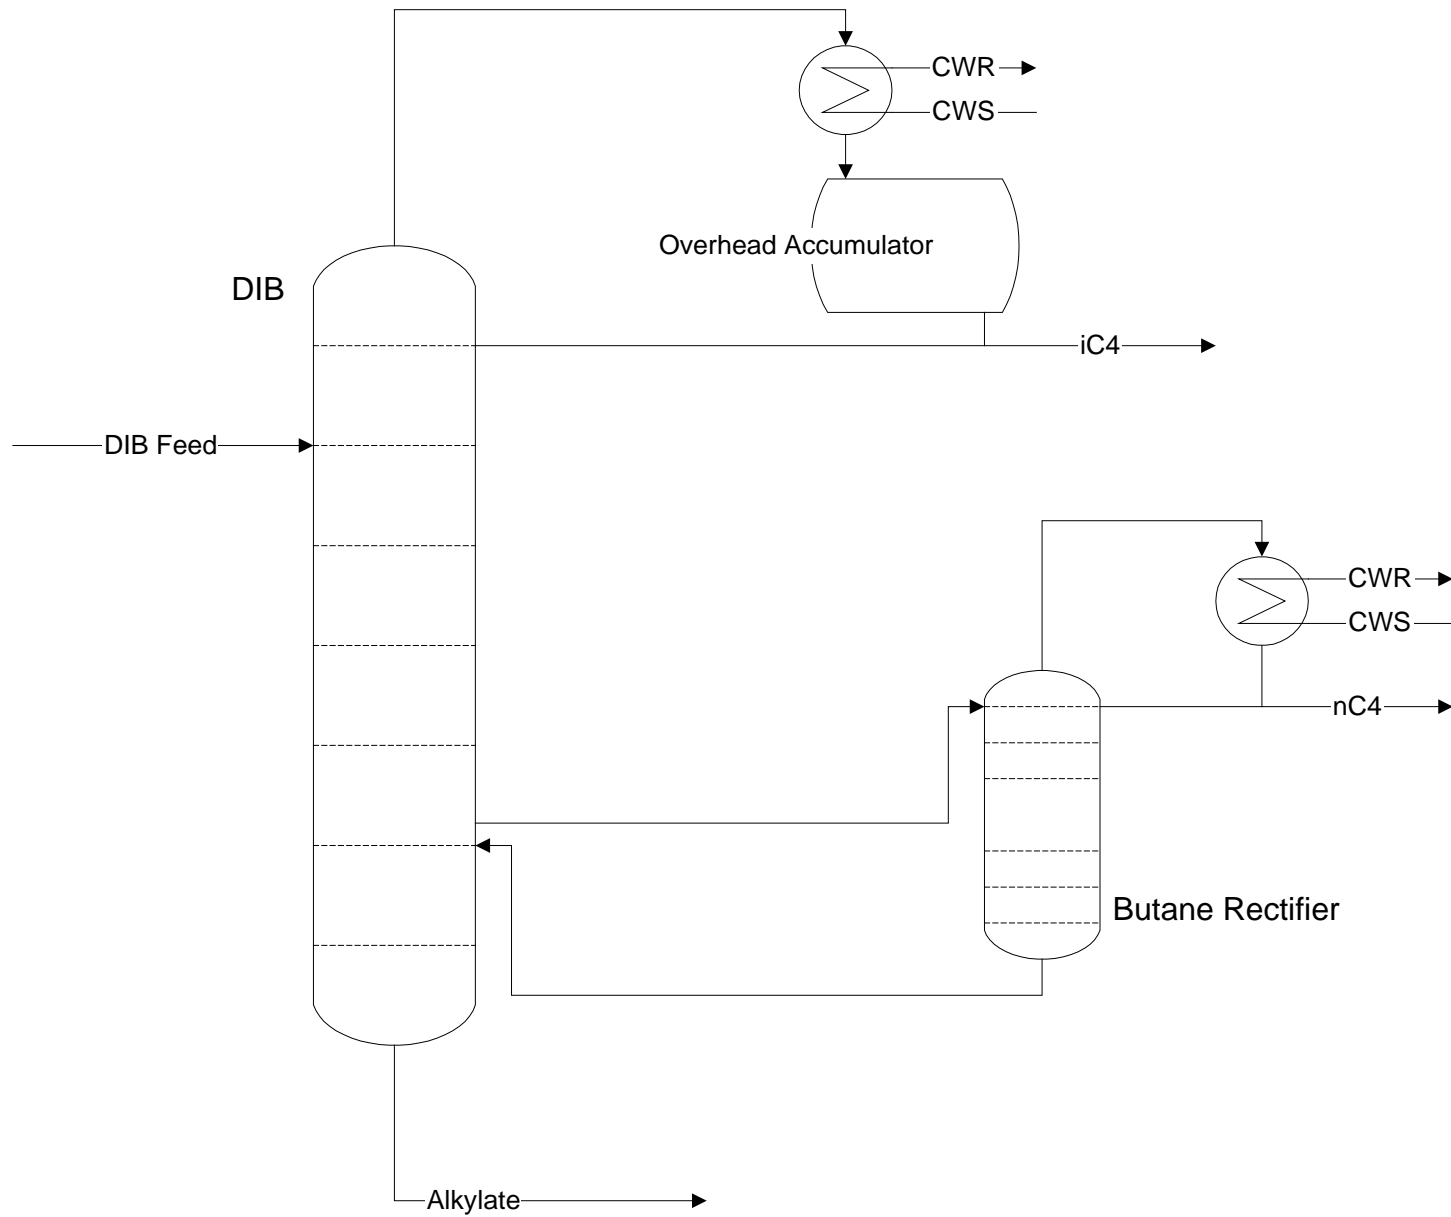 CWR
CWS
Overhead Accumulator
DIB
iC4
DIB Feed
CWR
CWS
nC4
Butane Rectifier
Alkylate